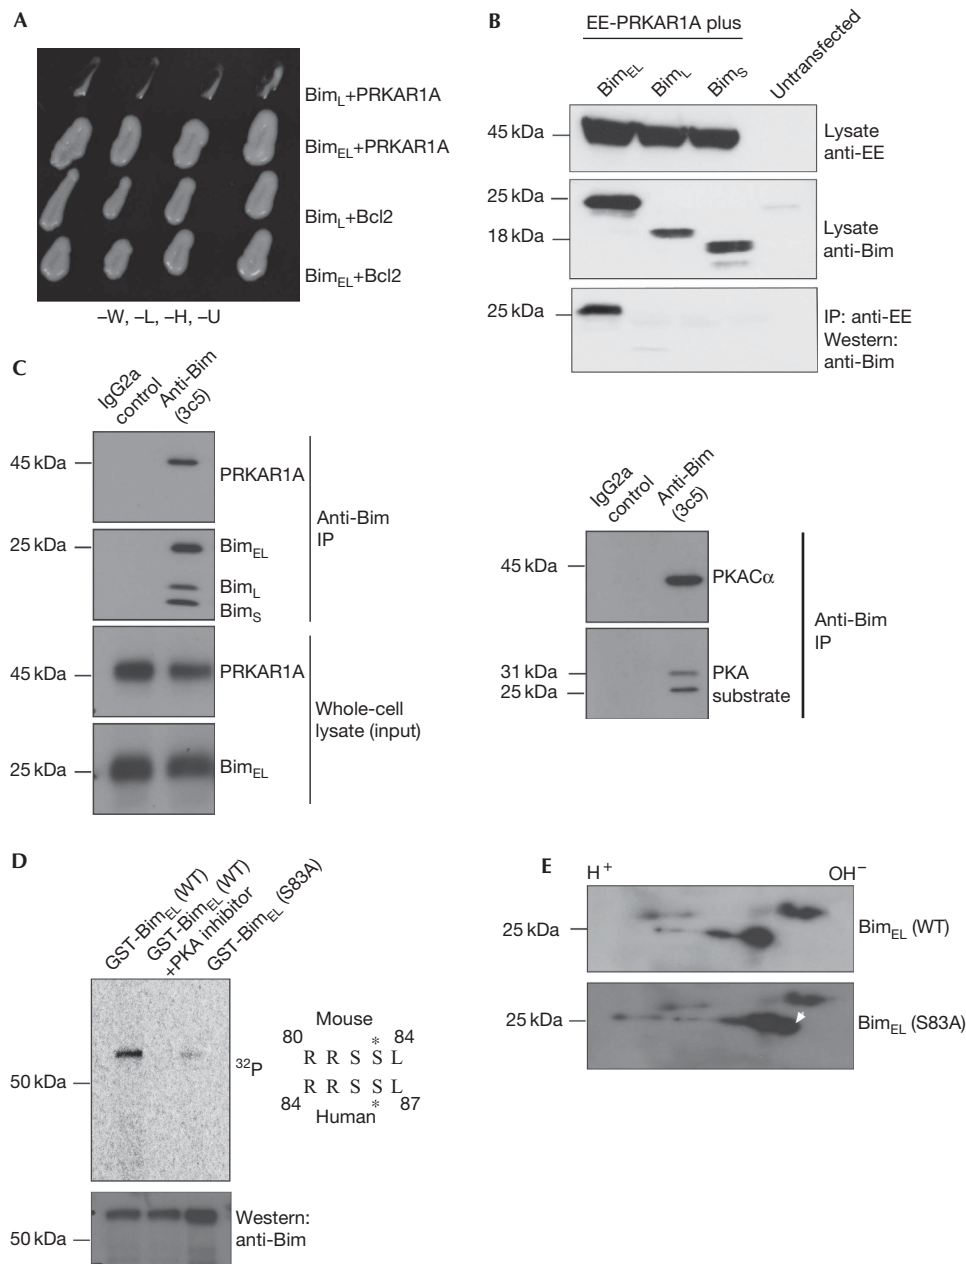 A
Bim_L+PRKAR1A
Bim_EL+PRKAR1A
Bim_L+Bcl2
Bim_EL+Bcl2
–W, –L, –H, –U
B
EE-PRKAR1A plus
Bim_EL
Bim_L
Bim_S
Untransfected
45 kDa
Lysate
anti-EE
25 kDa
18 kDa
Lysate
anti-Bim
25 kDa
IP: anti-EE
Western:
anti-Bim
C
IgG2a
control
Anti-Bim
(3c5)
45 kDa
PRKAR1A
25 kDa
Bim_EL
Bim_L
Bim_S
Anti-Bim
IP
45 kDa
PRKAR1A
25 kDa
Bim_EL
Whole-cell
lysate (input)
IgG2a
control
Anti-Bim
(3c5)
45 kDa
PKACα
31 kDa
25 kDa
PKA
substrate
Anti-Bim
IP
D
GST-Bim_EL (WT)
GST-Bim_EL (WT)
+PKA inhibitor
GST-Bim_EL (S83A)
50 kDa
³²P
50 kDa
Western:
anti-Bim
Mouse
80 * 84
R R S S L
R R S S L
84 * 87
Human
E
H⁺
OH⁻
25 kDa
Bim_EL (WT)
25 kDa
Bim_EL (S83A)